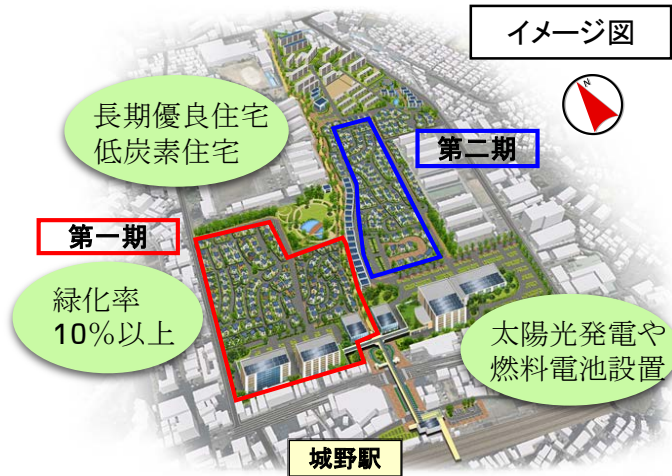 イメージ図
N
長期優良住宅
低炭素住宅
第二期
第一期
緑化率
10%以上
太陽光発電や
燃料電池設置
城野駅